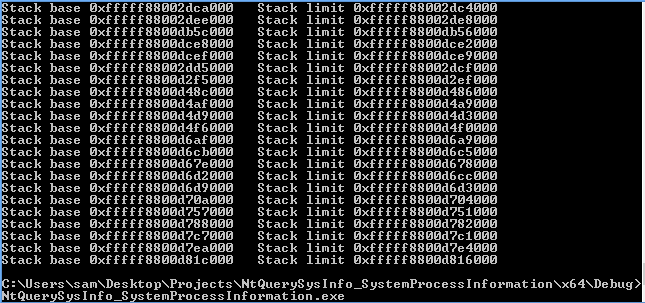 Stack base 0xfffff88002dca000 Stack limit 0xfffff88002dc4000
Stack base 0xfffff88002dee000 Stack limit 0xfffff88002de8000
Stack base 0xfffff8800db5c000 Stack limit 0xfffff8800db56000
Stack base 0xfffff8800dce8000 Stack limit 0xfffff8800dce2000
Stack base 0xfffff8800dcef000 Stack limit 0xfffff8800dce9000
Stack base 0xfffff88002dd5000 Stack limit 0xfffff88002dcf000
Stack base 0xfffff8800d2f5000 Stack limit 0xfffff8800d2ef000
Stack base 0xfffff8800d48c000 Stack limit 0xfffff8800d486000
Stack base 0xfffff8800d4af000 Stack limit 0xfffff8800d4a9000
Stack base 0xfffff8800d4d9000 Stack limit 0xfffff8800d4d3000
Stack base 0xfffff8800d4f6000 Stack limit 0xfffff8800d4f0000
Stack base 0xfffff8800d6af000 Stack limit 0xfffff8800d6a9000
Stack base 0xfffff8800d6cb000 Stack limit 0xfffff8800d6c5000
Stack base 0xfffff8800d67e000 Stack limit 0xfffff8800d678000
Stack base 0xfffff8800d6d2000 Stack limit 0xfffff8800d6cc000
Stack base 0xfffff8800d6d9000 Stack limit 0xfffff8800d6d3000
Stack base 0xfffff8800d70a000 Stack limit 0xfffff8800d704000
Stack base 0xfffff8800d757000 Stack limit 0xfffff8800d751000
Stack base 0xfffff8800d788000 Stack limit 0xfffff8800d782000
Stack base 0xfffff8800d7c7000 Stack limit 0xfffff8800d7c1000
Stack base 0xfffff8800d7ea000 Stack limit 0xfffff8800d7e4000
Stack base 0xfffff8800d81c000 Stack limit 0xfffff8800d816000
C:\Users\sam\Desktop\Projects\NtQuerySysInfo_SystemProcessInformation\x64\Debug>
NtQuerySysInfo_SystemProcessInformation.exe